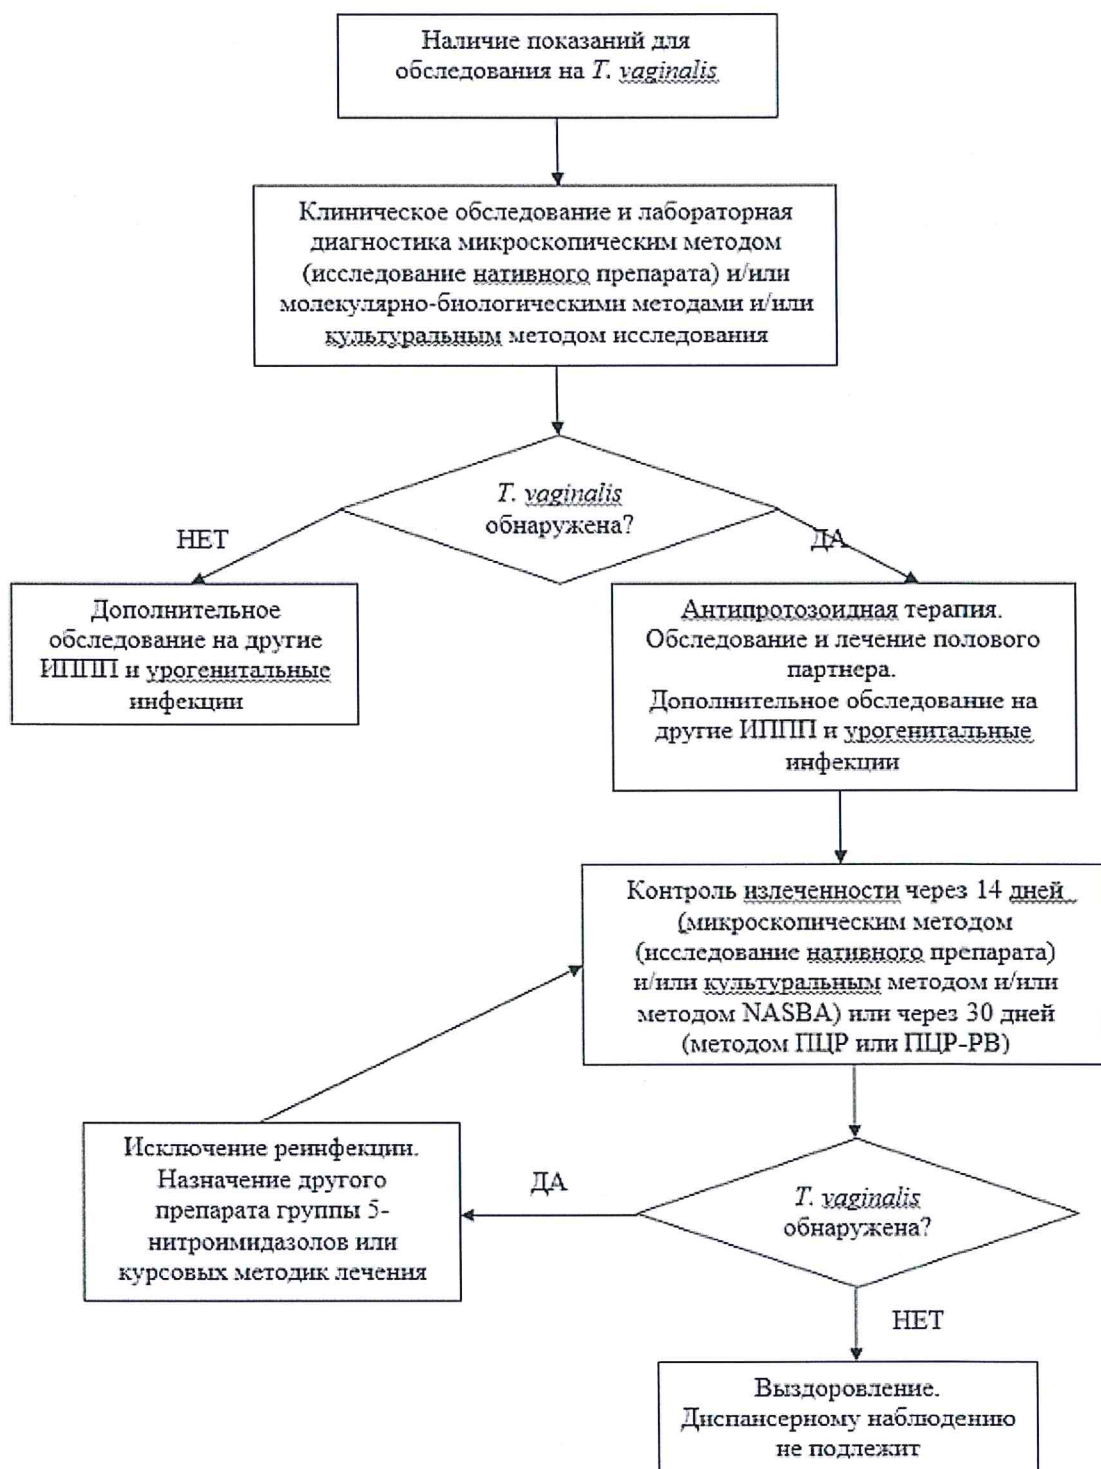 Наличие показаний для
обследования на T. vaginalis
Клиническое обследование и лабораторная
диагностика микроскопическим методом
(исследование нативного препарата) и/или
молекулярно-биологическими методами и/или
культуральным методом исследования
T. vaginalis
обнаружена?
НЕТ
ДА
Дополнительное
обследование на другие
ИППП и урогенитальные
инфекции
Антипротозоидная терапия.
Обследование и лечение полового
партнера.
Дополнительное обследование на
другие ИППП и урогенитальные
инфекции
Контроль излеченности через 14 дней
(микроскопическим методом
(исследование нативного препарата)
и/или культуральным методом и/или
методом NASBA) или через 30 дней
(методом ПЦР или ПЦР-РВ)
Исключение реинфекции.
Назначение другого
препарата группы 5-
нитроимидазолов или
курсовых методик лечения
ДА
T. vaginalis
обнаружена?
НЕТ
Выздоровление.
Диспансерному наблюдению
не подлежит